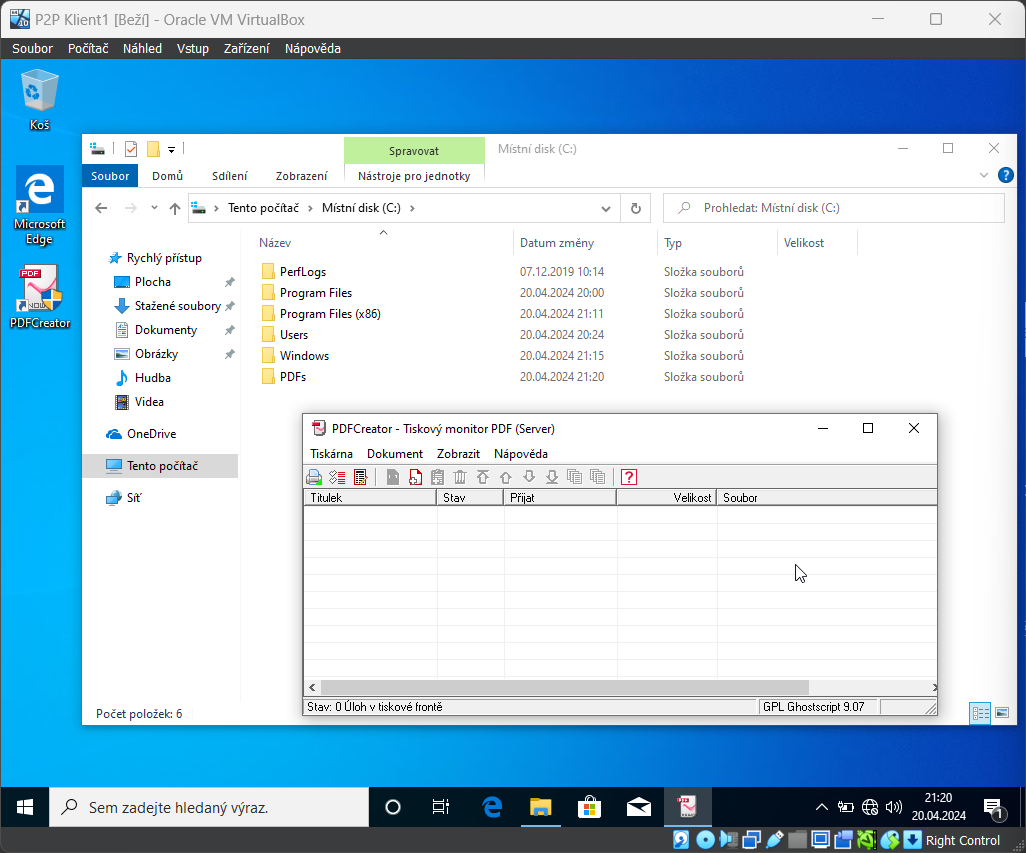 P2P Klient1 [Beží] - Oracle VM VirtualBox
Soubor Počítač Náhled Vstup Zařízení Nápověda
Koš
Microsoft
Edge
PDF
NOW
PDFCreator
Spravovat Místní disk (C:)
Soubor Domů Sdílení Zobrazení Nástroje pro jednotky
Tento počítač > Místní disk (C:) >
Prohledat: Místní disk (C:)
Název Datum změny Typ Velikost
Rychlý přístup
Plocha
Stažené soubory
Dokumenty
Obrázky
Hudba
Videa
OneDrive
Tento počítač
Síť
PerfLogs 07.12.2019 10:14 Složka souborů
Program Files 20.04.2024 20:00 Složka souborů
Program Files (x86) 20.04.2024 21:11 Složka souborů
Users 20.04.2024 20:24 Složka souborů
Windows 20.04.2024 21:15 Složka souborů
PDFs 20.04.2024 21:20 Složka souborů
PDFCreator - Tiskový monitor PDF (Server)
Tiskárna Dokument Zobrazit Nápověda
Titulek Stav Přijat Velikost Soubor
Stav: 0 Úloh v tiskové frontě GPL Ghostscript 9.07
Počet položek: 6
Sem zadejte hledaný výraz.
21:20
20.04.2024
1
Right Control